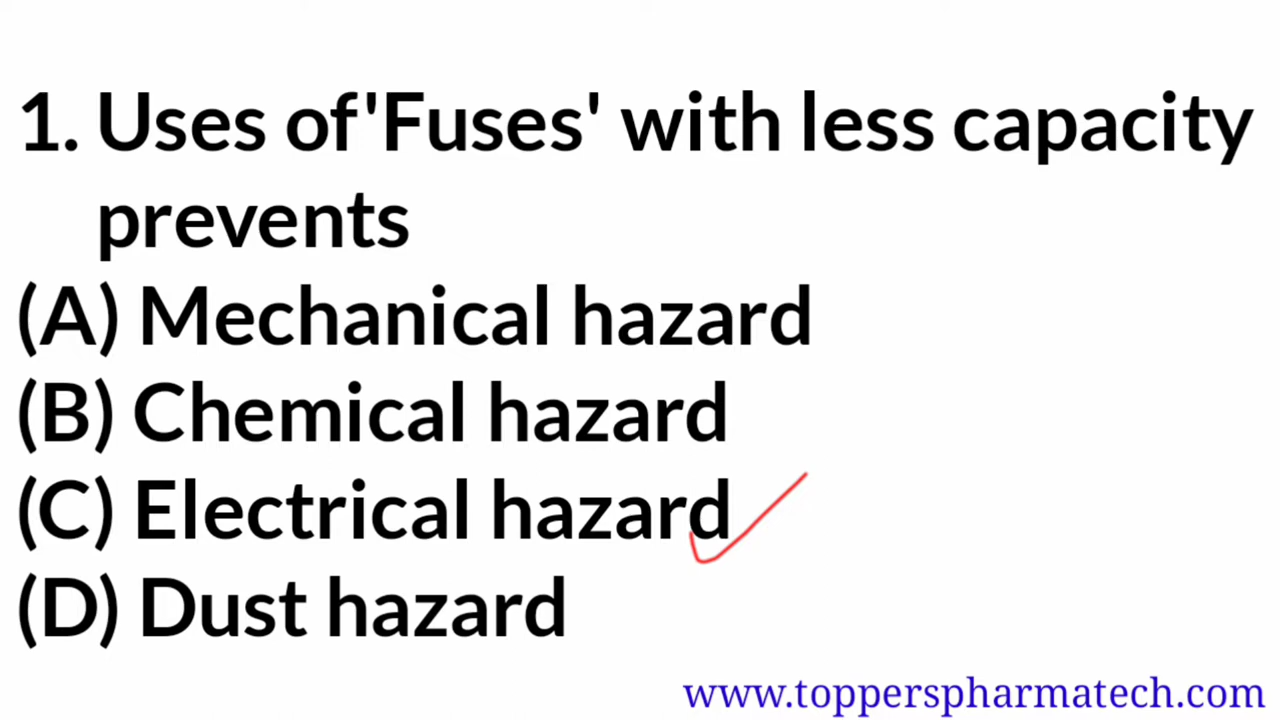 1. Uses of'Fuses' with less capacity
prevents
(A) Mechanical hazard
(B) Chemical hazard
(C) Electrical hazard
(D) Dust hazard
www.topperspharmatech.com